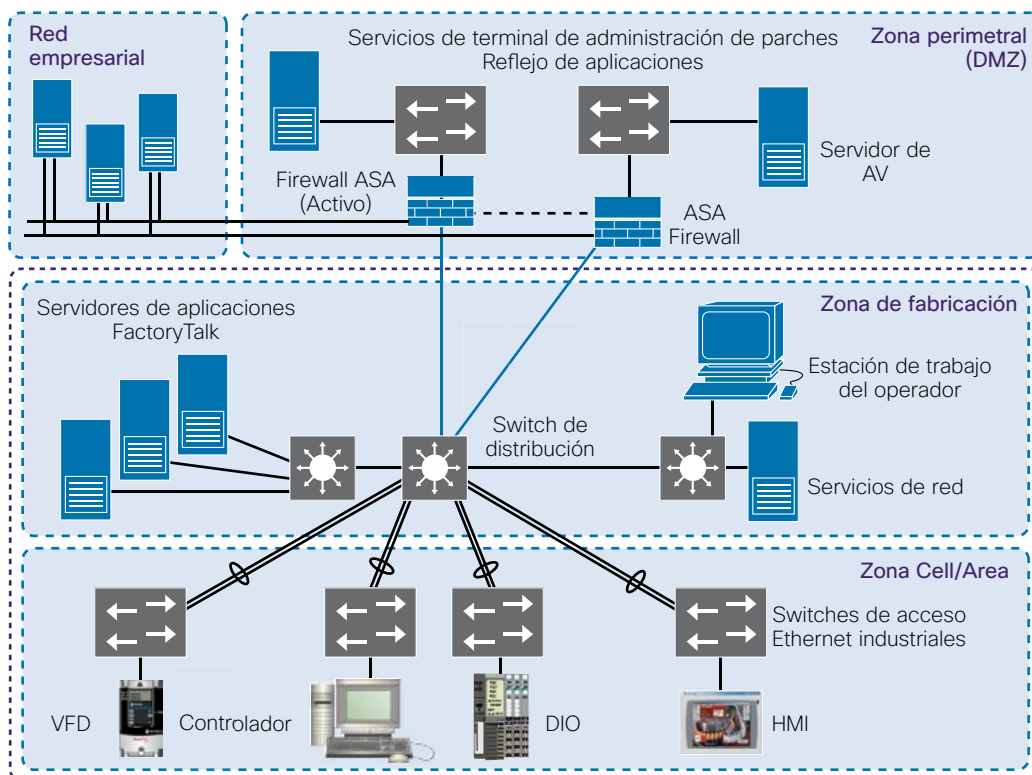 Red
empresarial
Servicios de terminal de administración de parches
Reflejo de aplicaciones
Zona perimetral
(DMZ)
Servidor de
AV
Firewall ASA
(Activo)
ASA
Firewall
Servidores de aplicaciones
FactoryTalk
Zona de fabricación
Estación de trabajo
del operador
Switch de
distribución
Servicios de red
Zona Cell/Area
Switches de acceso
Ethernet industriales
VFD
Controlador
DIO
HMI